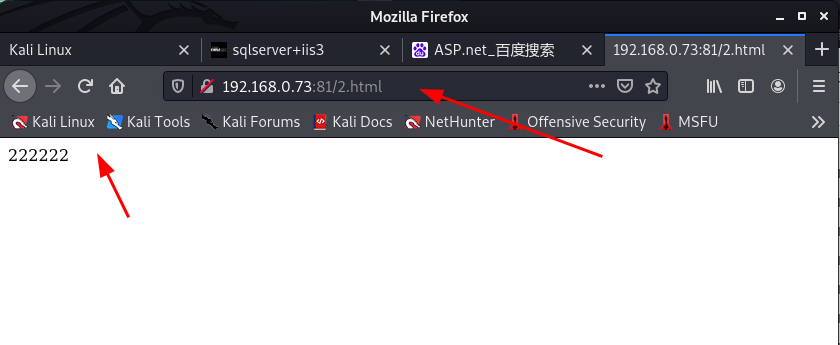 Mozilla Firefox
Kali Linux sqlserver+iis3 ASP.net_百度搜索 192.168.0.73:81/2.html
192.168.0.73:81/2.html
Kali Linux Kali Tools Kali Forums Kali Docs NetHunter Offensive Security MSFU
222222